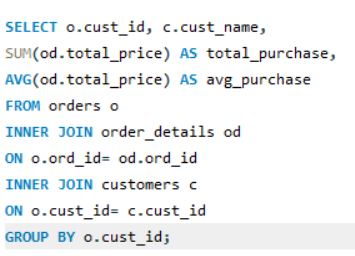 SELECT o.cust_id, c.cust_name,
SUM(od.total_price) AS total_purchase,
AVG(od.total_price) AS avg_purchase
FROM orders o
INNER JOIN order_details od
ON o.ord_id= od.ord_id
INNER JOIN customers c
ON o.cust_id= c.cust_id
GROUP BY o.cust_id;